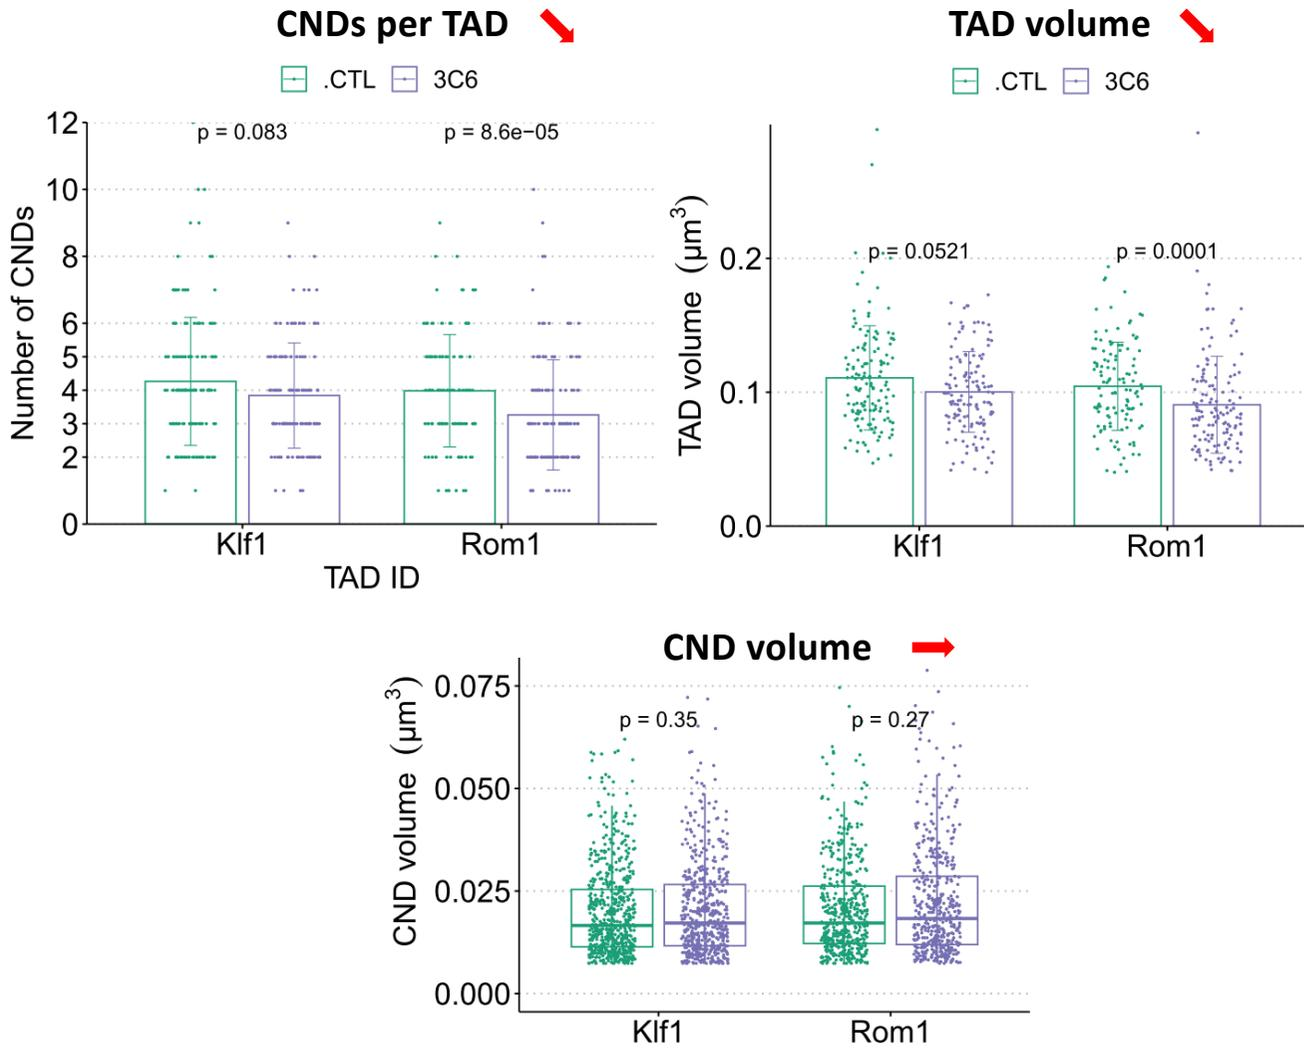 CNDs per TAD
.CTL 3C6
Number of CNDs
12
10
8
6
5
4
3
2
0
p = 0.083
p = 8.6e−05
Klf1
Rom1
TAD ID
TAD volume
.CTL 3C6
TAD volume (μm³)
0.2
0.1
0.0
p = 0.0521
p = 0.0001
Klf1
Rom1
CND volume
CND volume (μm³)
0.075
0.050
0.025
0.000
p = 0.35
p = 0.27
Klf1
Rom1